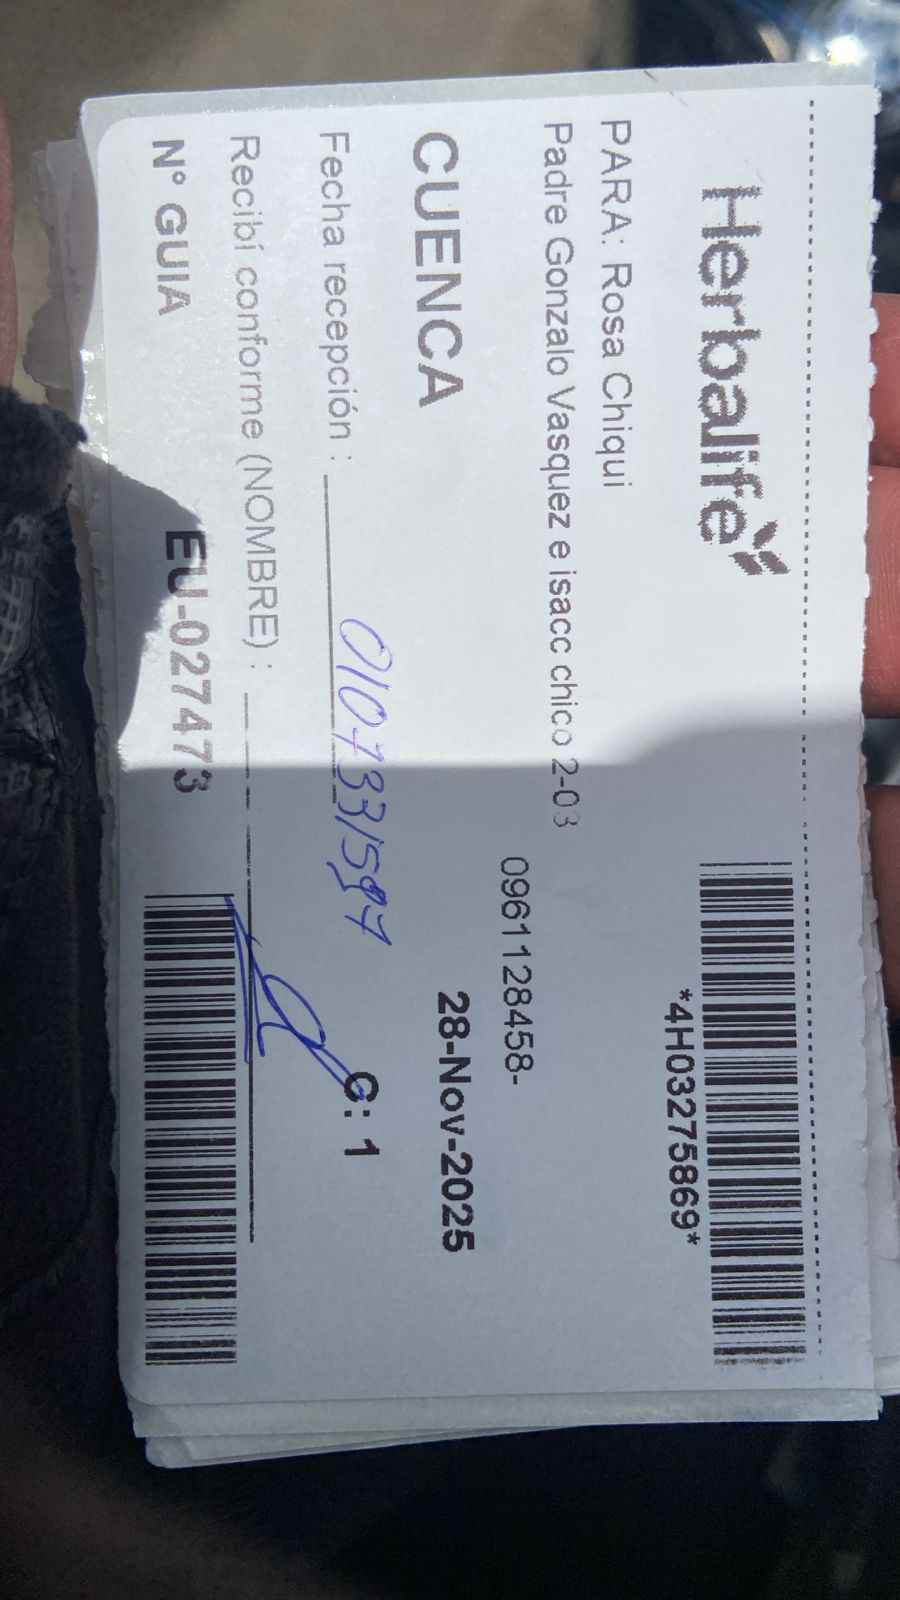 Herbalife
*4H03275869*
PARA: Rosa Chiqui
Padre Gonzalo Vasquez e isacc chico 2-03
0961128458-
CUENCA
28-Nov-2025
Fecha recepción :
C: 1
Recibí conforme (NOMBRE) :
N° GUIA
EU-027473